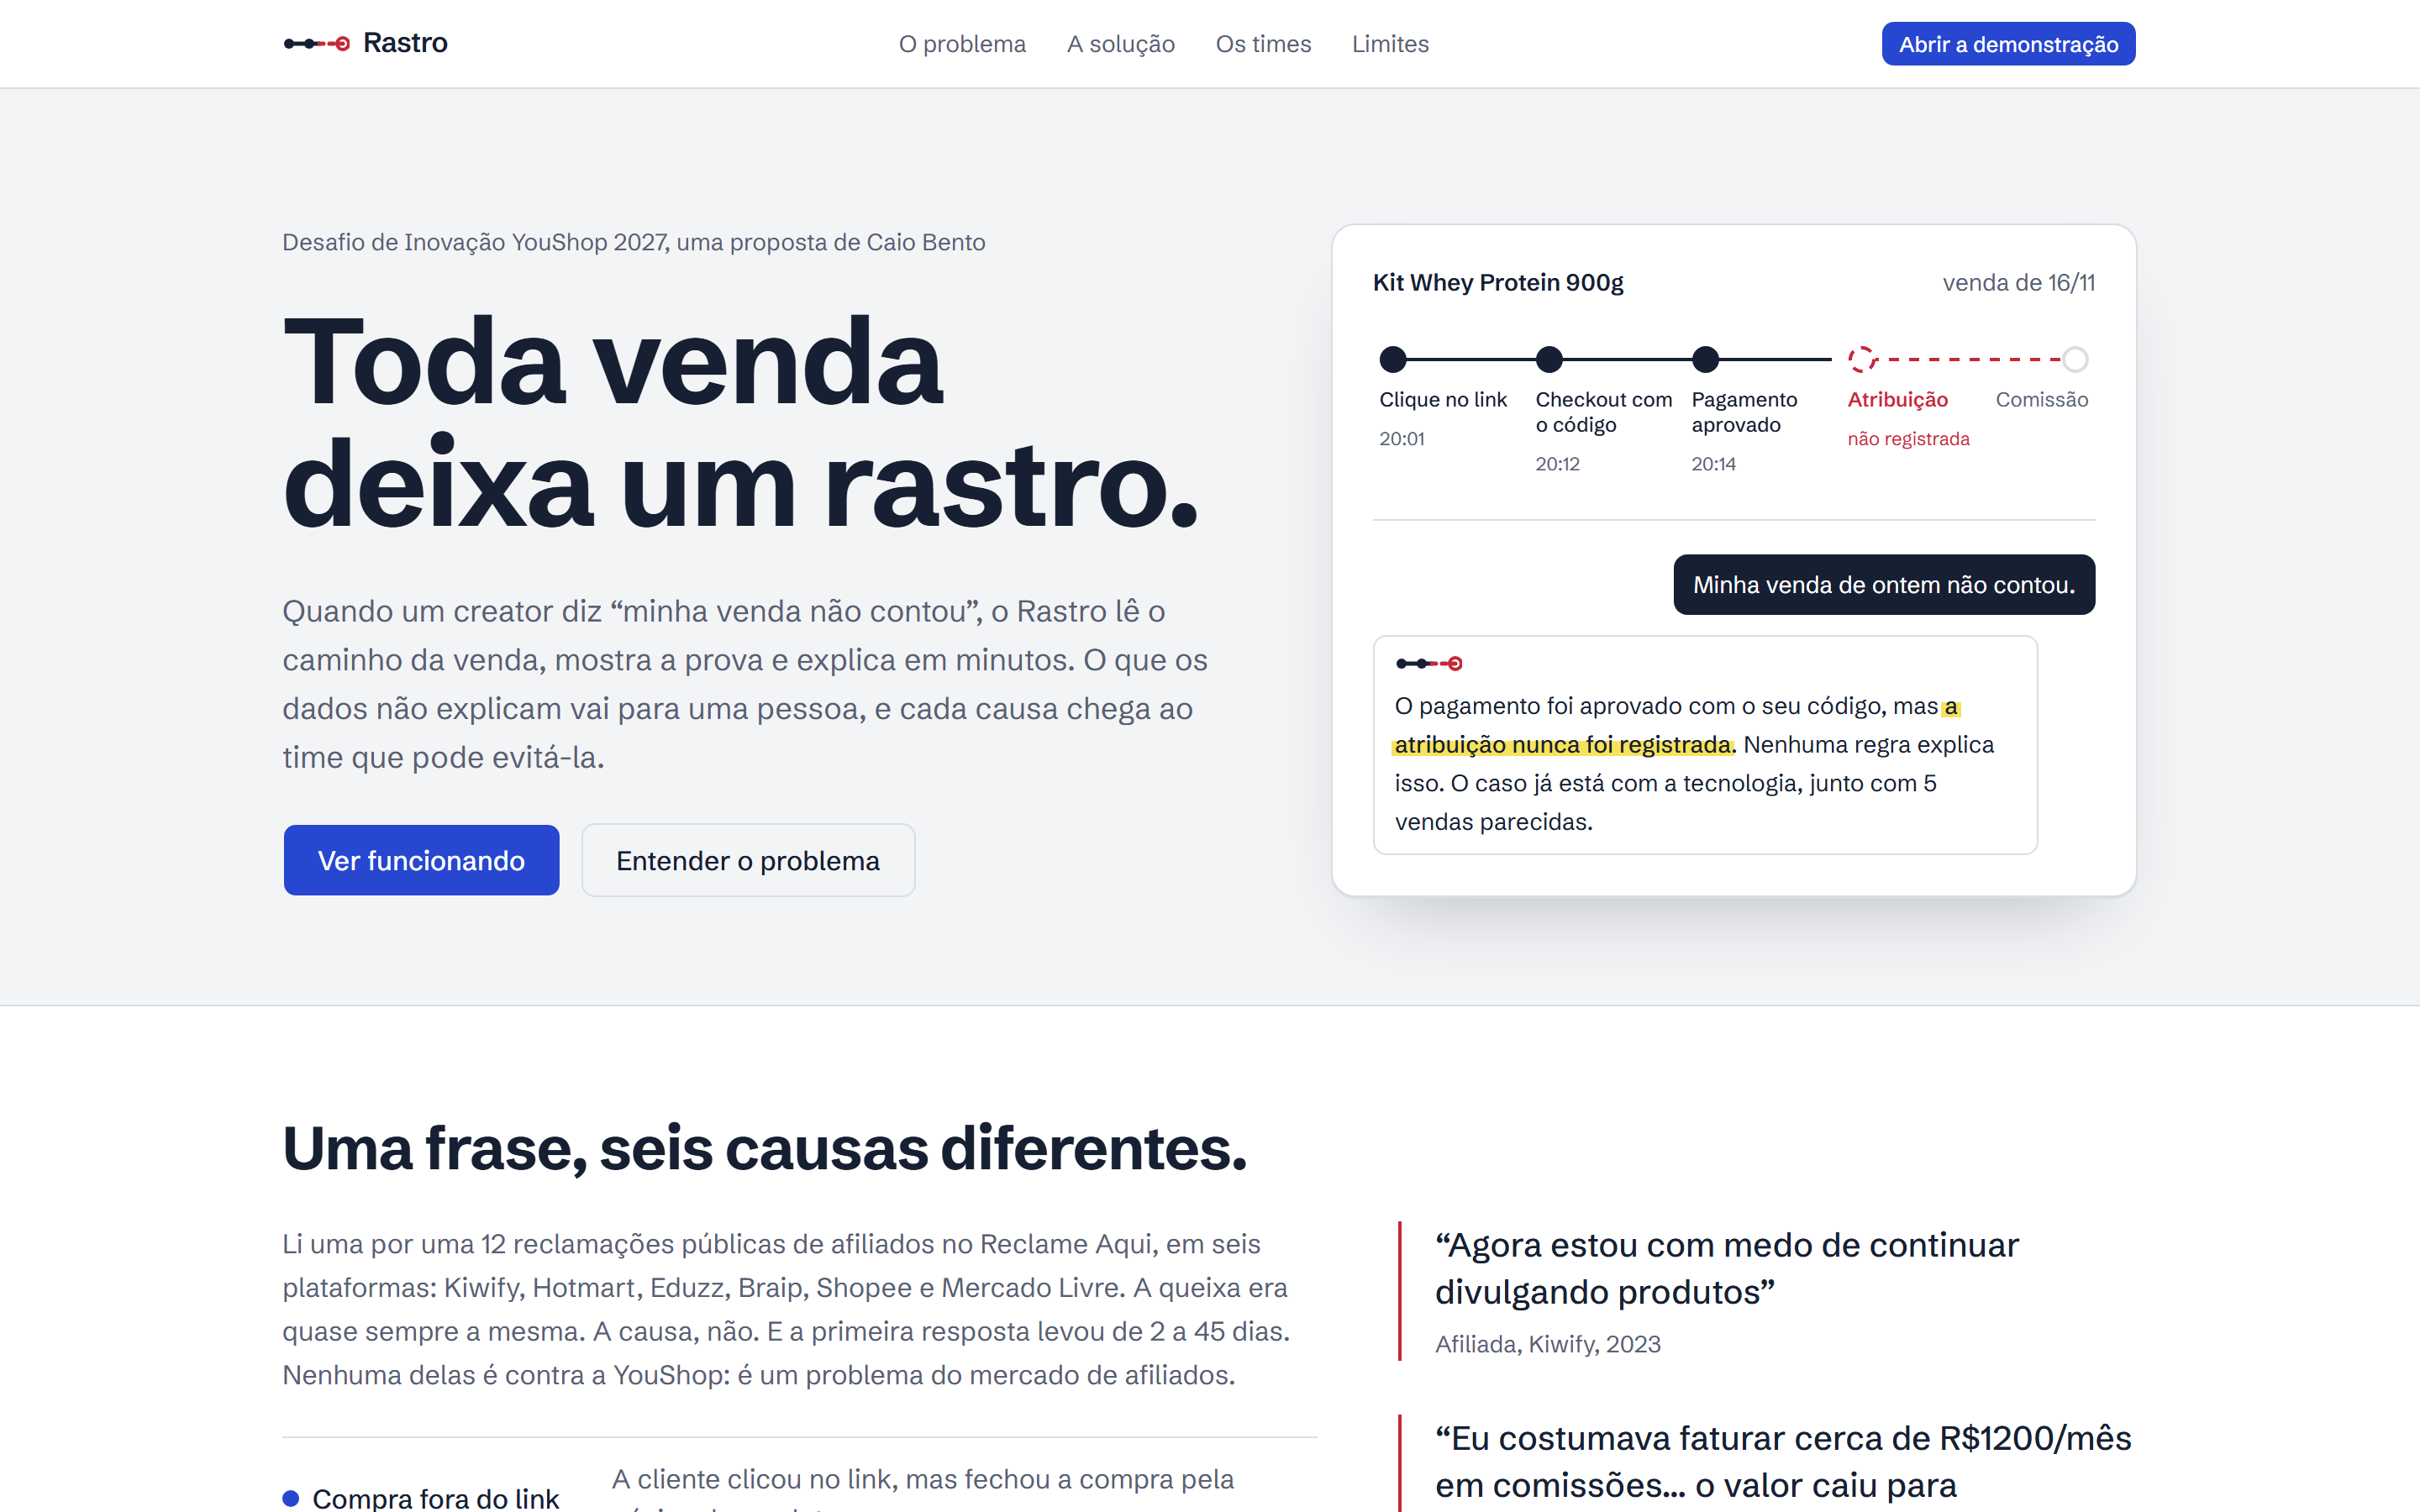 Rastro
O problema
A solução
Os times
Limites
Abrir a demonstração
Desafio de Inovação YouShop 2027, uma proposta de Caio Bento
Toda venda
deixa um rastro.
Quando um creator diz “minha venda não contou”, o Rastro lê o
caminho da venda, mostra a prova e explica em minutos. O que os
dados não explicam vai para uma pessoa, e cada causa chega ao
time que pode evitá-la.
Ver funcionando
Entender o problema
Kit Whey Protein 900g
venda de 16/11
Clique no link
20:01
Checkout com
o código
20:12
Pagamento
aprovado
20:14
Atribuição
não registrada
Comissão
Minha venda de ontem não contou.
O pagamento foi aprovado com o seu código, mas a
atribuição nunca foi registrada. Nenhuma regra explica
isso. O caso já está com a tecnologia, junto com 5
vendas parecidas.
Uma frase, seis causas diferentes.
Li uma por uma 12 reclamações públicas de afiliados no Reclame Aqui, em seis
plataformas: Kiwify, Hotmart, Eduzz, Braip, Shopee e Mercado Livre. A queixa era
quase sempre a mesma. A causa, não. E a primeira resposta levou de 2 a 45 dias.
Nenhuma delas é contra a YouShop: é um problema do mercado de afiliados.
Compra fora do link
A cliente clicou no link, mas fechou a compra pela
“Agora estou com medo de continuar
divulgando produtos”
Afiliada, Kiwify, 2023
“Eu costumava faturar cerca de R$1200/mês
em comissões... o valor caiu para